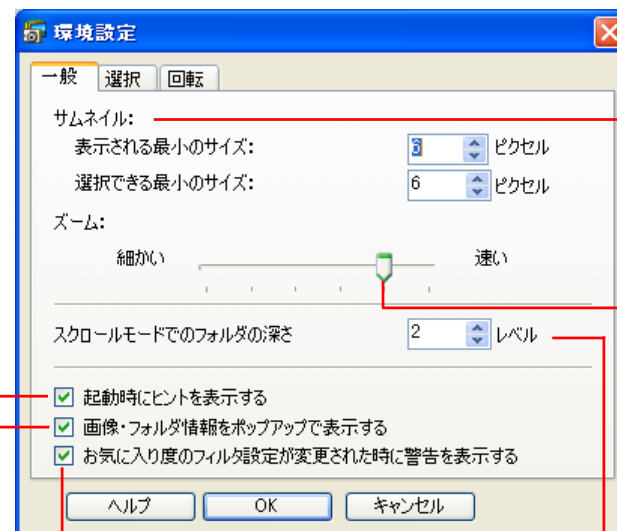 環境設定
一般 選択 回転
サムネイル:
表示される最小のサイズ: 6 ピクセル
選択できる最小のサイズ: 6 ピクセル
ズーム:
細かい 速い
スクロールモードでのフォルダの深さ 2 レベル
起動時にヒントを表示する
画像・フォルダ情報をポップアップで表示する
お気に入り度のフィルタ設定が変更された時に警告を表示する
ヘルプ OK キャンセル